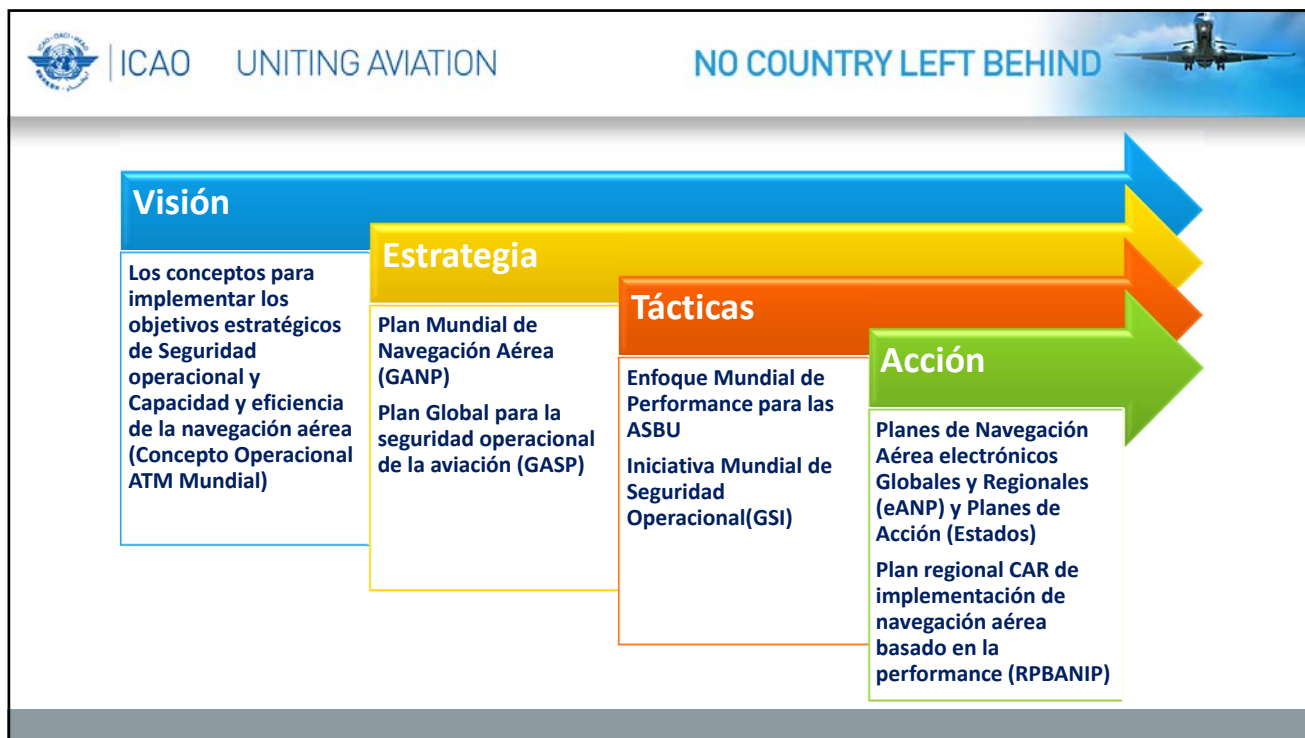 ICAO UNITING AVIATION
NO COUNTRY LEFT BEHIND
Visión
Los conceptos para
implementar los
objetivos estratégicos
de Seguridad
operacional y
Capacidad y eficiencia
de la navegación aérea
(Concepto Operacional
ATM Mundial)
Estrategia
Plan Mundial de
Navegación Aérea
(GANP)
Plan Global para la
seguridad operacional
de la aviación (GASP)
Tácticas
Enfoque Mundial de
Performance para las
ASBU
Iniciativa Mundial de
Seguridad
Operacional(GSI)
Acción
Planes de Navegación
Aérea electrónicos
Globales y Regionales
(eANP) y Planes de
Acción (Estados)
Plan regional CAR de
implementación de
navegación aérea
basado en la
performance (RPBANIP)